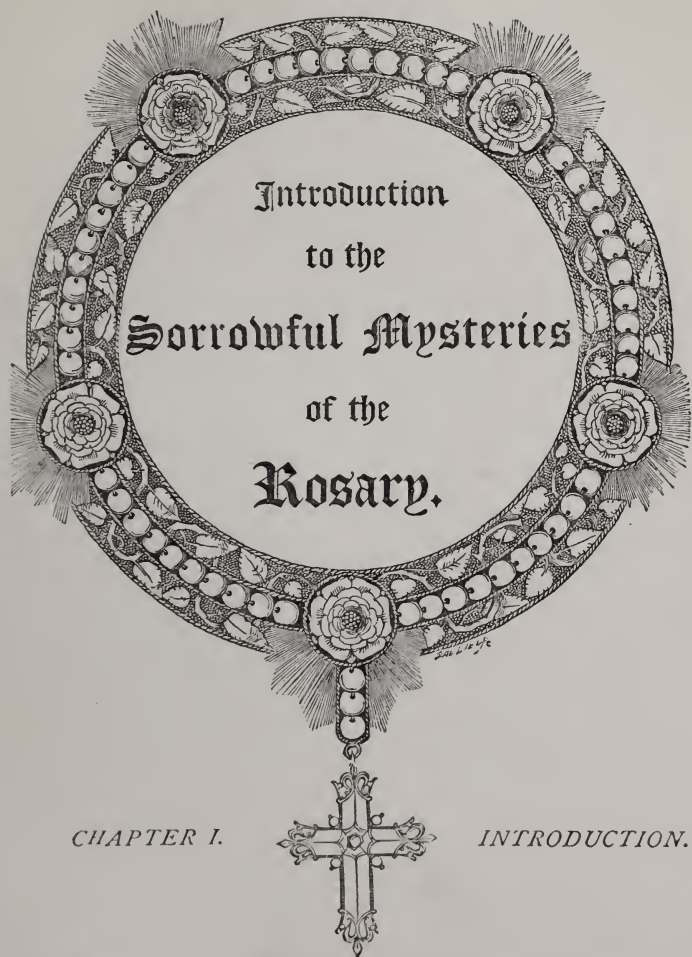 Introduction
to the
Sorrowful Mysteries
of the
Rosary.
CHAPTER I. INTRODUCTION.